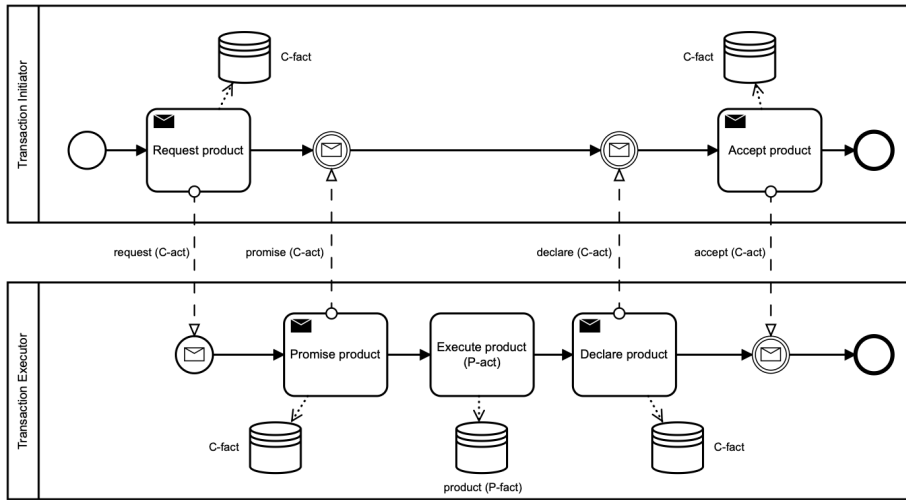 Transaction Initiator
C-fact
C-fact
Request product
Accept product
request (C-act)
promise (C-act)
declare (C-act)
accept (C-act)
Transaction Executor
Promise product
Execute product
(P-act)
Declare product
C-fact
C-fact
product (P-fact)